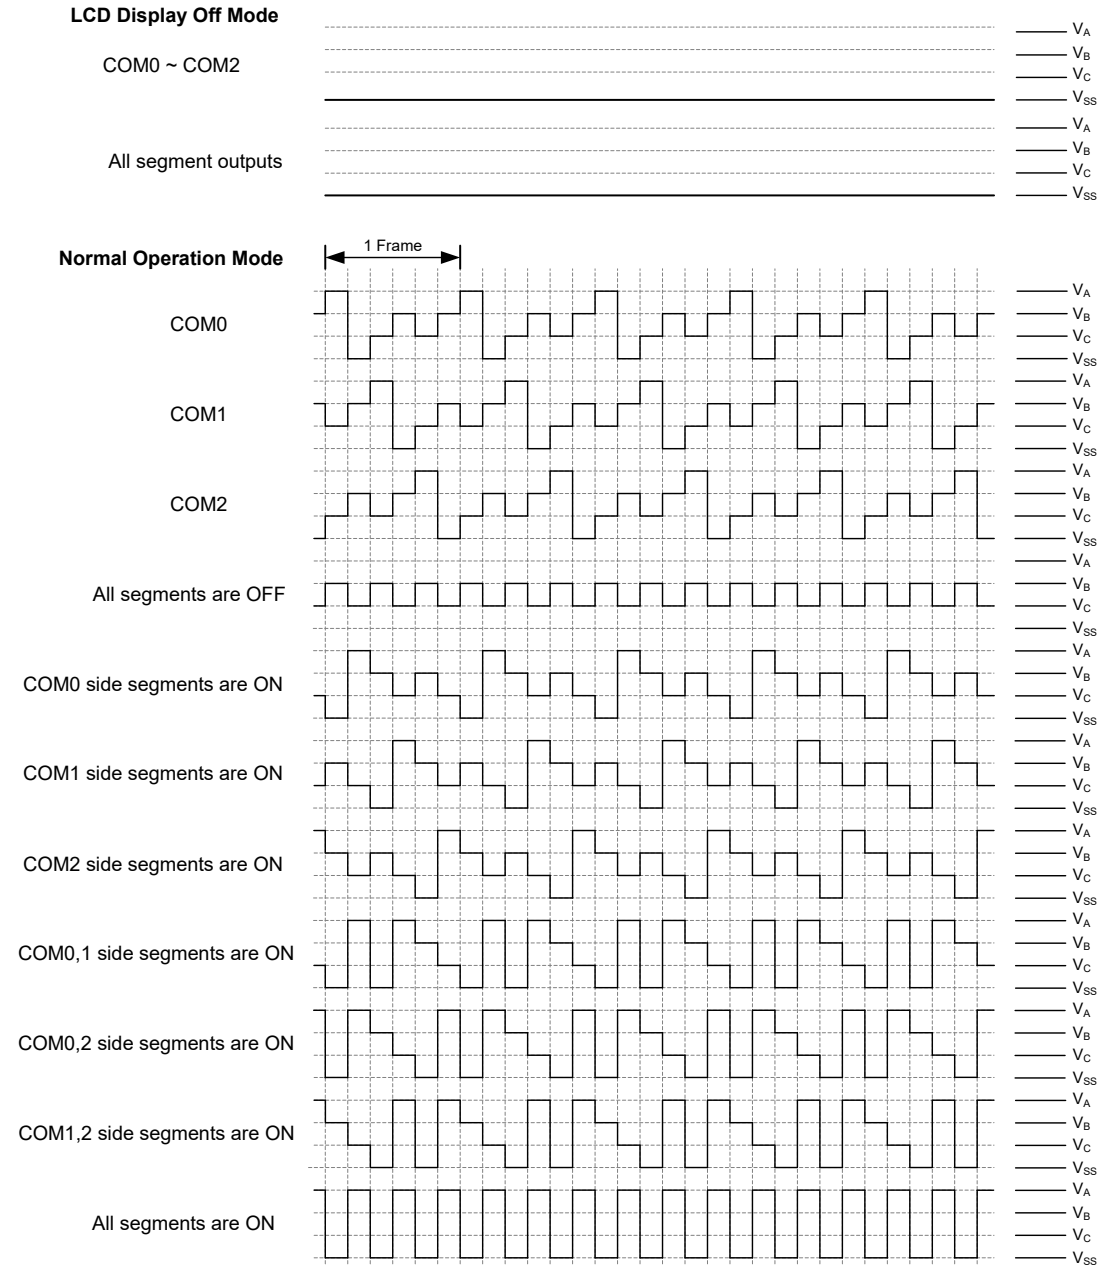 LCD Display Off Mode
COM0 ~ COM2
VA
VB
VC
VSS
All segment outputs
VA
VB
VC
VSS
Normal Operation Mode
1 Frame
COM0
VA
VB
VC
VSS
COM1
VA
VB
VC
VSS
COM2
VA
VB
VC
VSS
All segments are OFF
VA
VB
VC
VSS
COM0 side segments are ON
VA
VB
VC
VSS
COM1 side segments are ON
VA
VB
VC
VSS
COM2 side segments are ON
VA
VB
VC
VSS
COM0,1 side segments are ON
VA
VB
VC
VSS
COM0,2 side segments are ON
VA
VB
VC
VSS
COM1,2 side segments are ON
VA
VB
VC
VSS
All segments are ON
VA
VB
VC
VSS